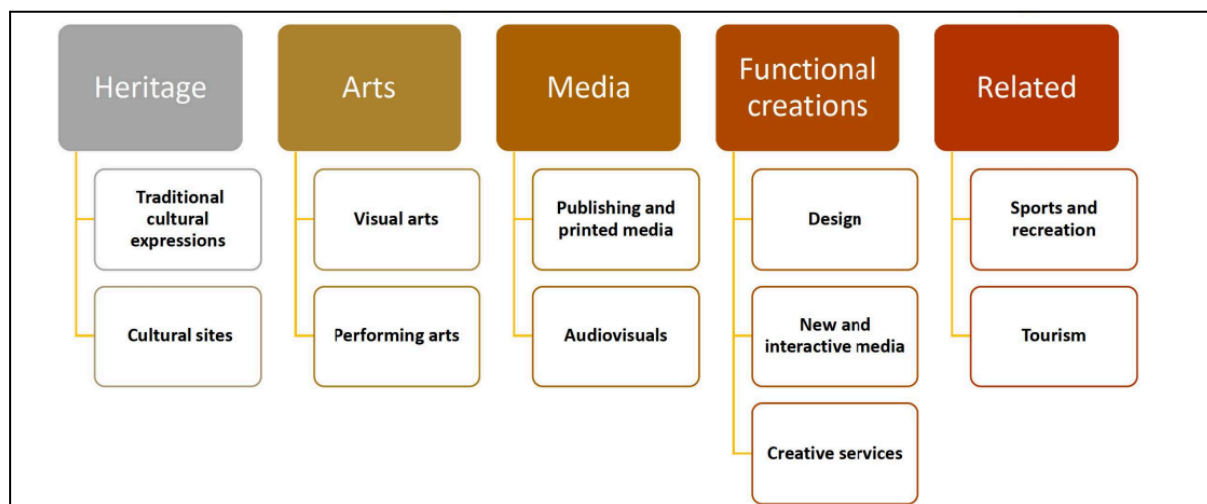 Heritage
Traditional
cultural
expressions
Cultural sites
Arts
Visual arts
Performing arts
Media
Publishing and
printed media
Audiovisuals
Functional
creations
Design
New and
interactive media
Creative services
Related
Sports and
recreation
Tourism